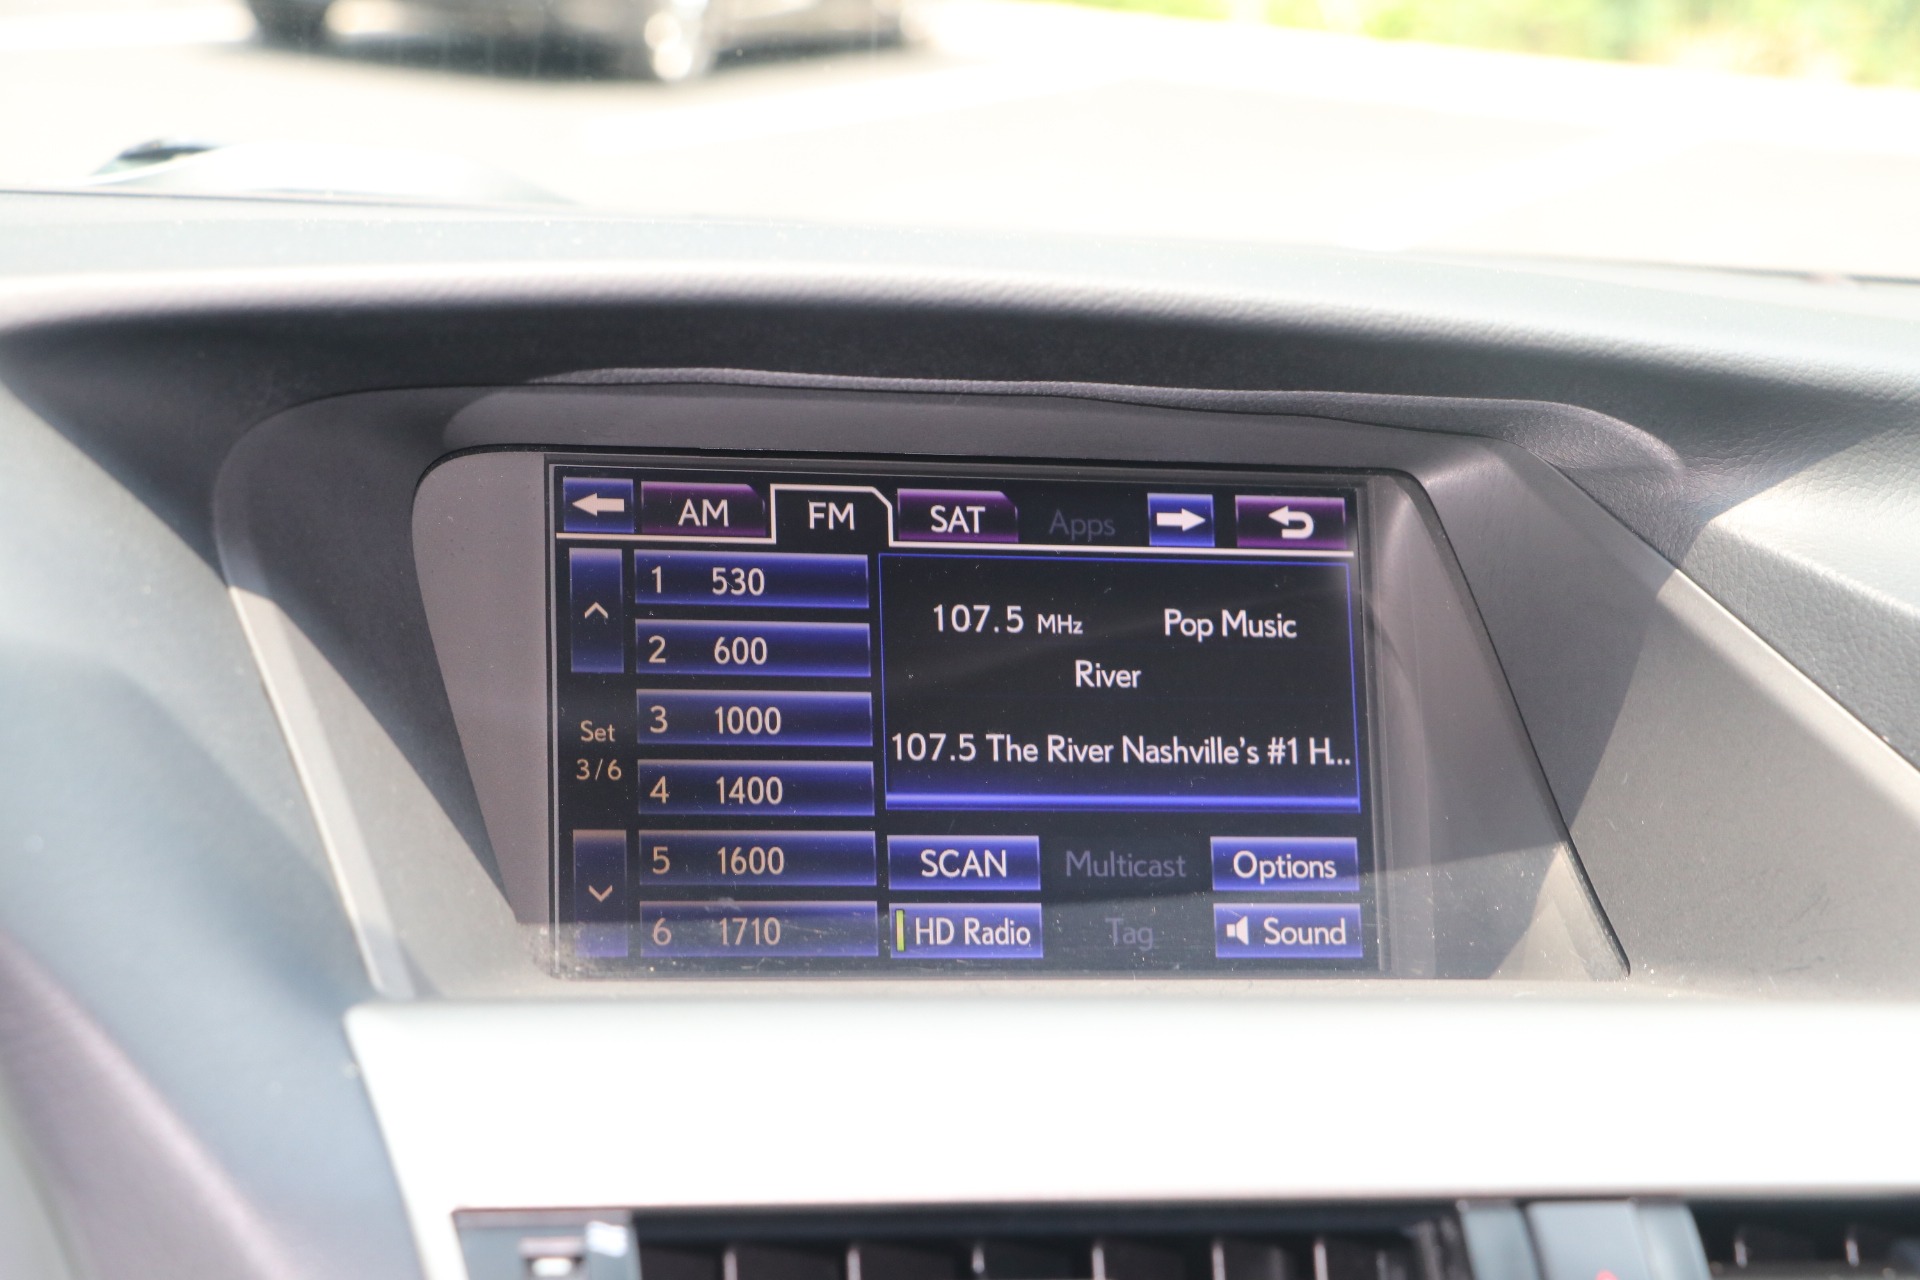 AM FM SAT Apps
1 530
2 600
3 1000
4 1400
5 1600
6 1710
Set
3/6
107.5 MHz Pop Music
River
107.5 The River Nashville's #1 H..
SCAN Multicast Options
HD Radio Tag Sound